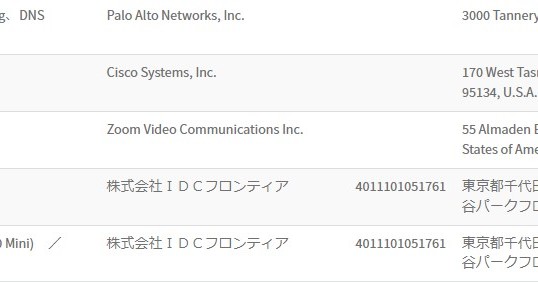 g、DNS Palo Alto Networks, Inc. 3000 Tannery
Cisco Systems, Inc. 170 West Tas
95134, U.S.A.
Zoom Video Communications Inc. 55 Almaden B
States of Ame
株式会社ＩＤＣフロンティア 4011101051761 東京都千代田
谷パークフロ
0 Mini)　／ 株式会社ＩＤＣフロンティア 4011101051761 東京都千代田
谷パークフロ